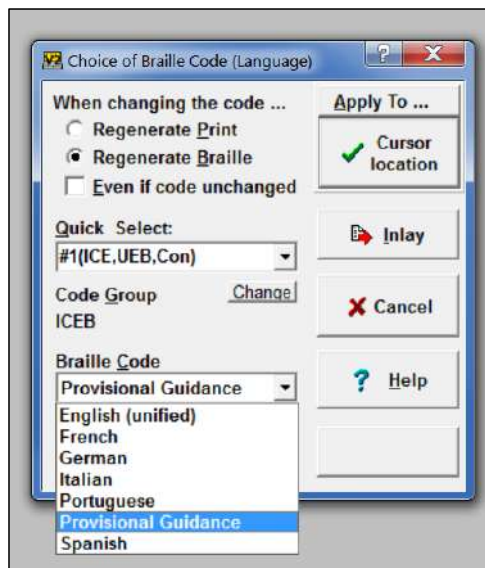 Choice of Braille Code (Language)
?
X
When changing the code ...
Regenerate Print
Regenerate Braille
Even if code unchanged
Quick Select:
#1(ICE,UEB,Con)
Code Group
Change
ICEB
Braille Code
Provisional Guidance
English (unified)
French
German
Italian
Portuguese
Provisional Guidance
Spanish
Apply To ...
Cursor
location
Inlay
Cancel
? Help